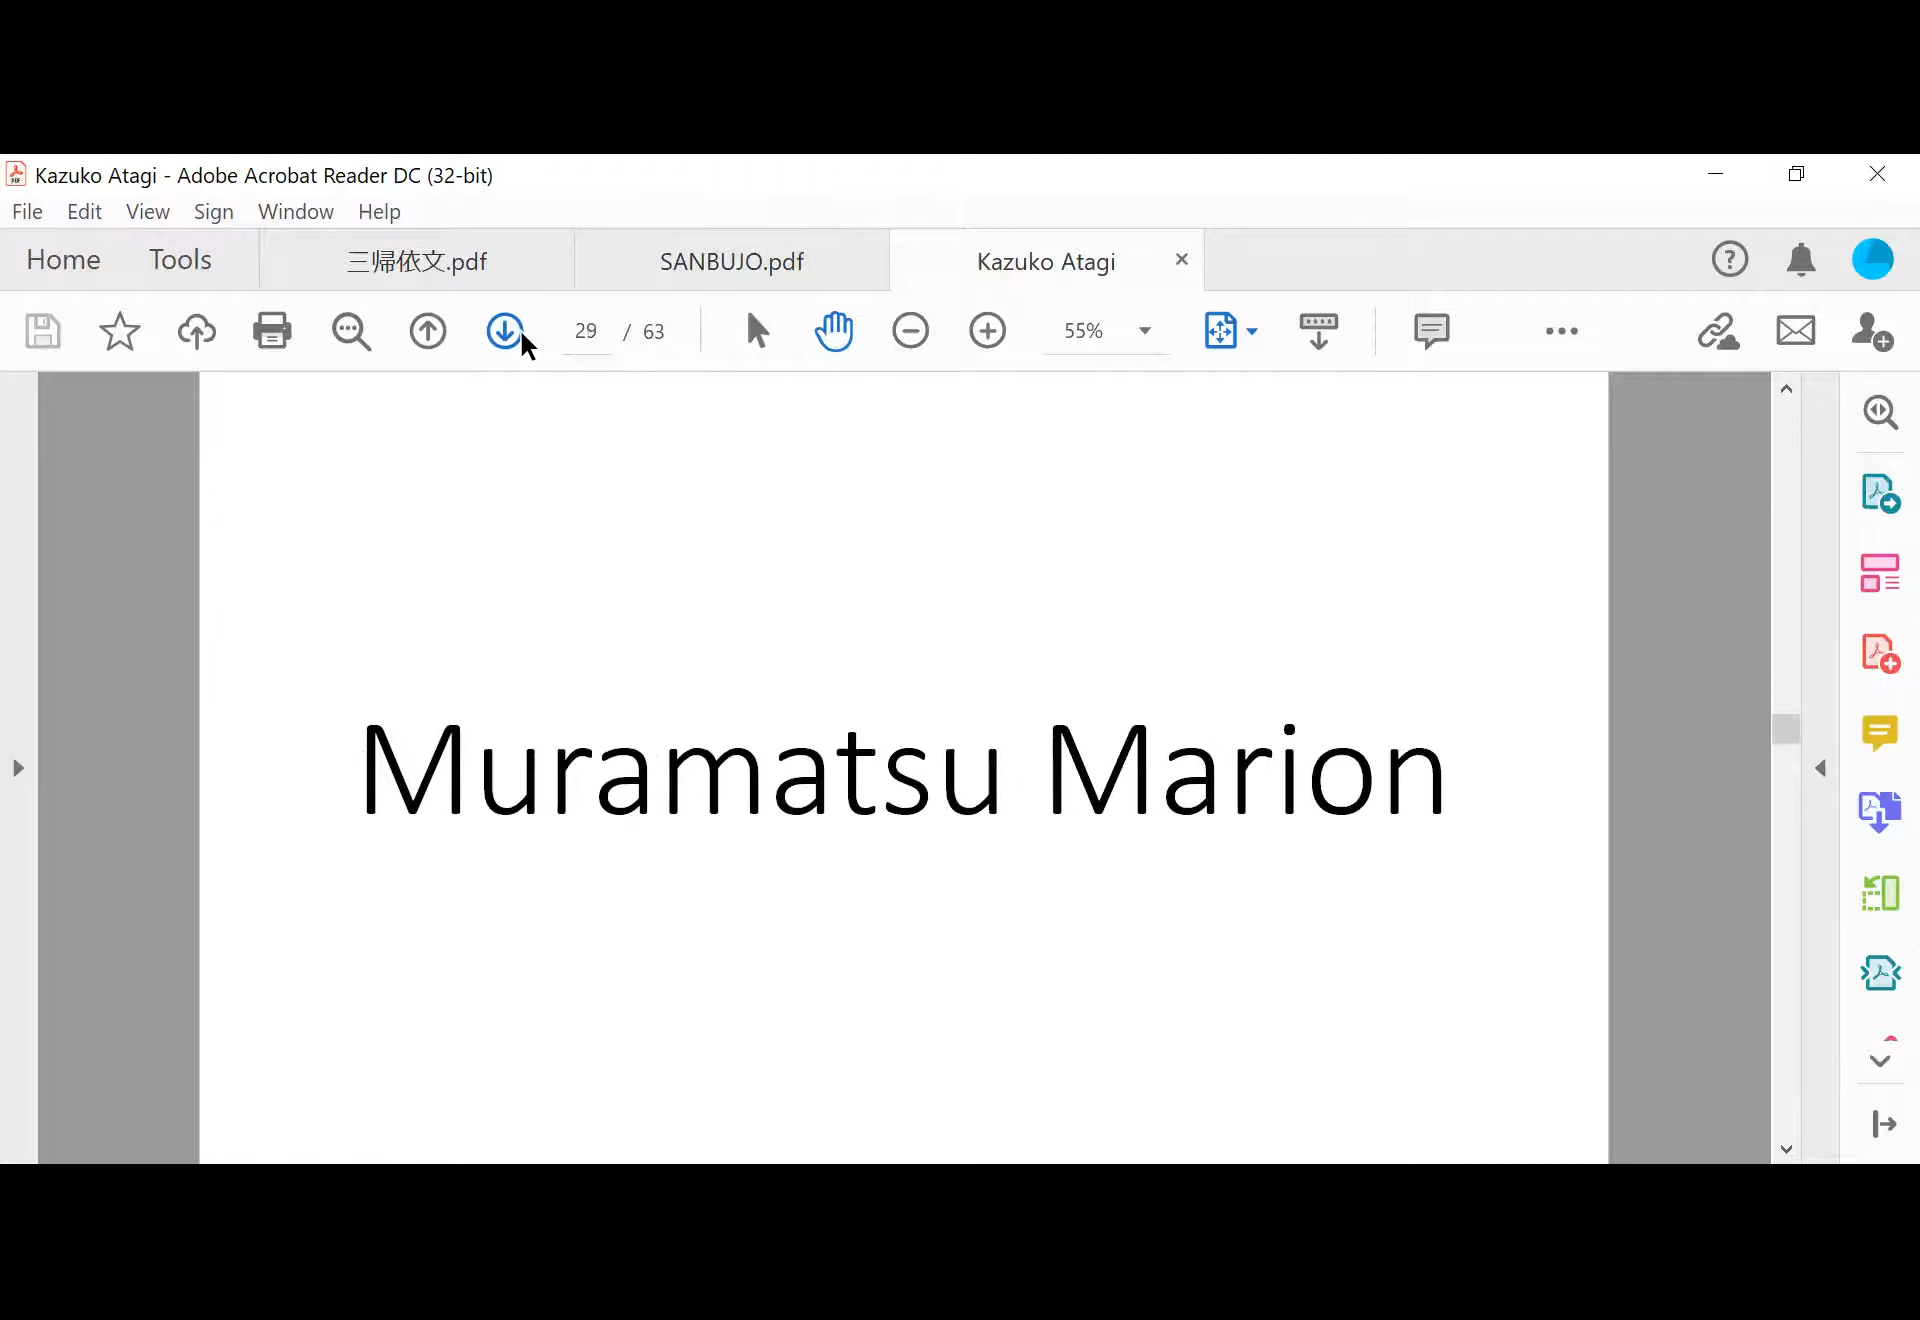 Kazuko Atagi - Adobe Acrobat Reader DC (32-bit)
File Edit View Sign Window Help
Home Tools 三帰依文.pdf SANBUJO.pdf Kazuko Atagi
29 / 63 55%
Muramatsu Marion